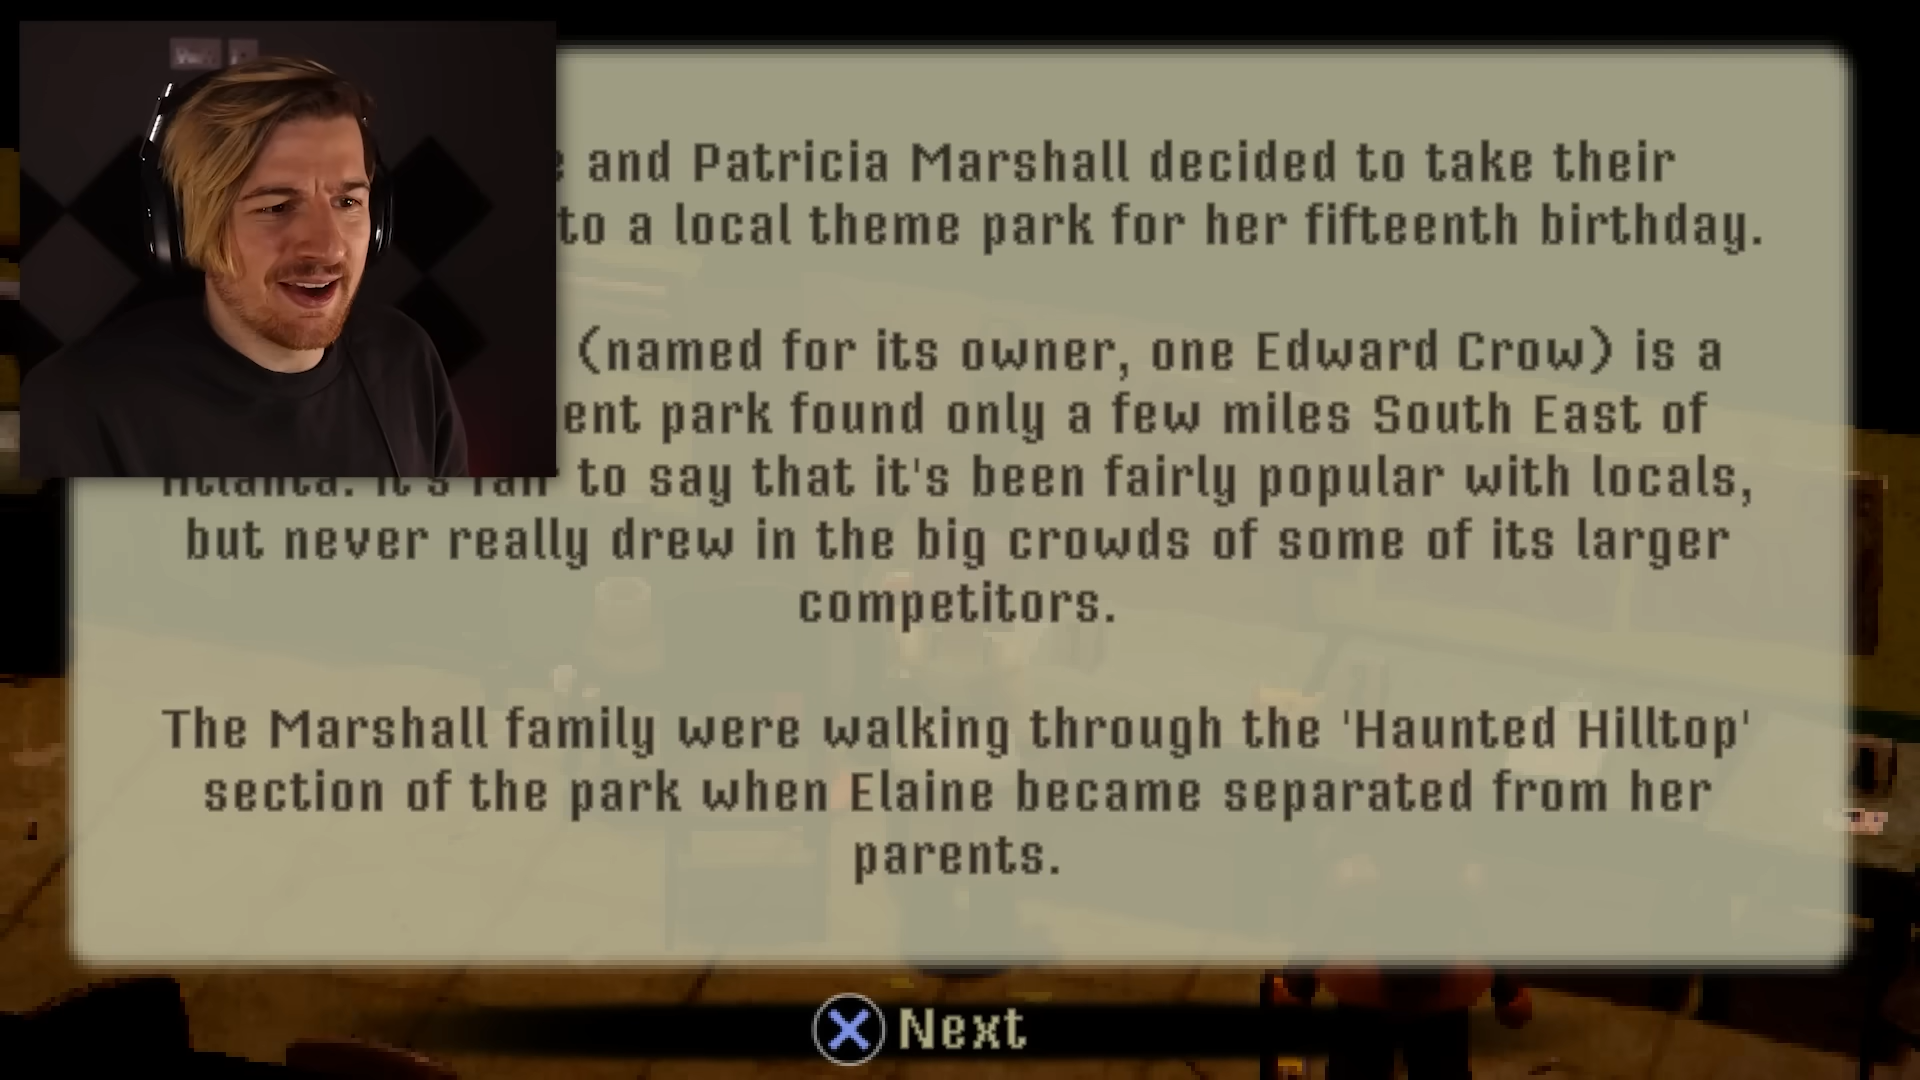 and Patricia Marshall decided to take their
to a local theme park for her fifteenth birthday.
(named for its owner, one Edward Crow) is a
park found only a few miles South East of
Atlanta. It's fair to say that it's been fairly popular with locals,
but never really drew in the big crowds of some of its larger
competitors.
The Marshall family were walking through the 'Haunted Hilltop'
section of the park when Elaine became separated from her
parents.
Next